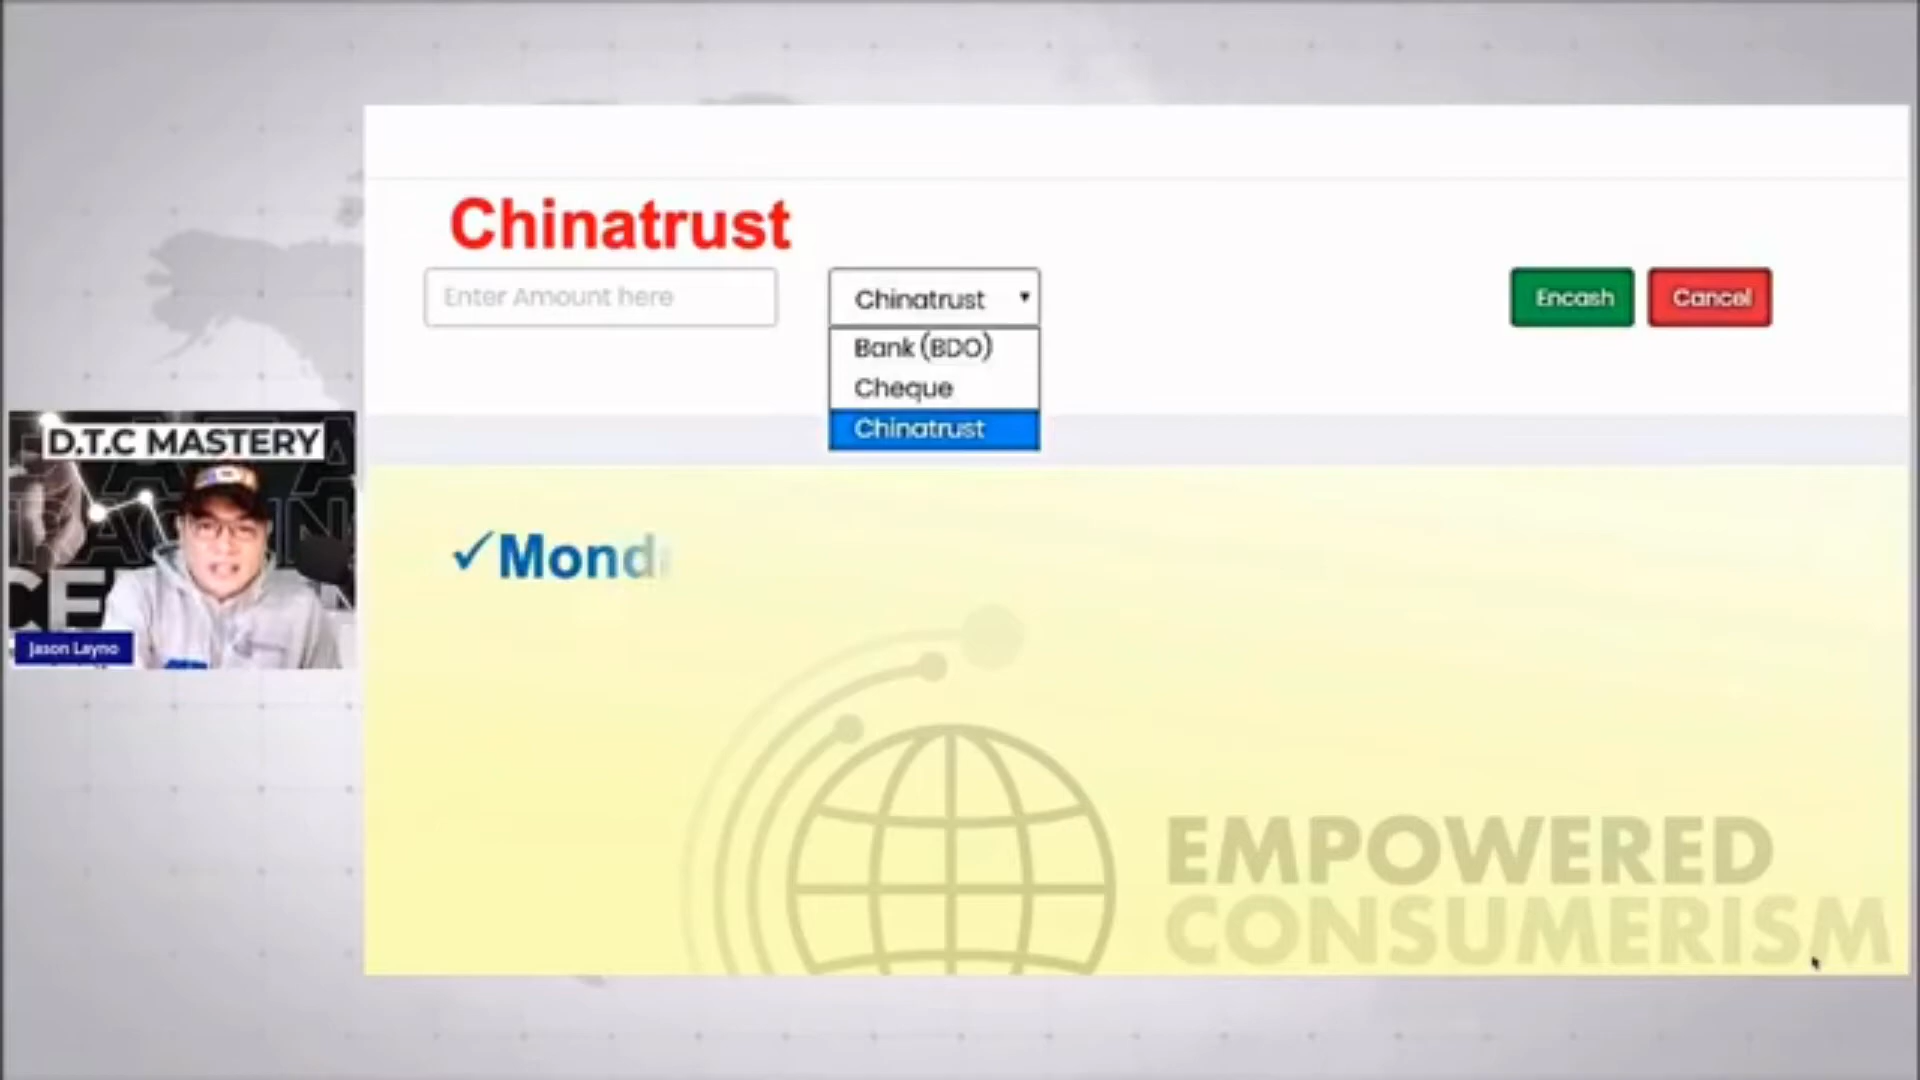 Chinatrust
Enter Amount here
Chinatrust
Encash
Cancel
Bank (BDO)
Cheque
Chinatrust
D.T.C MASTERY
Jason Layno
✓Mond
EMPOWERED
CONSUMERISM